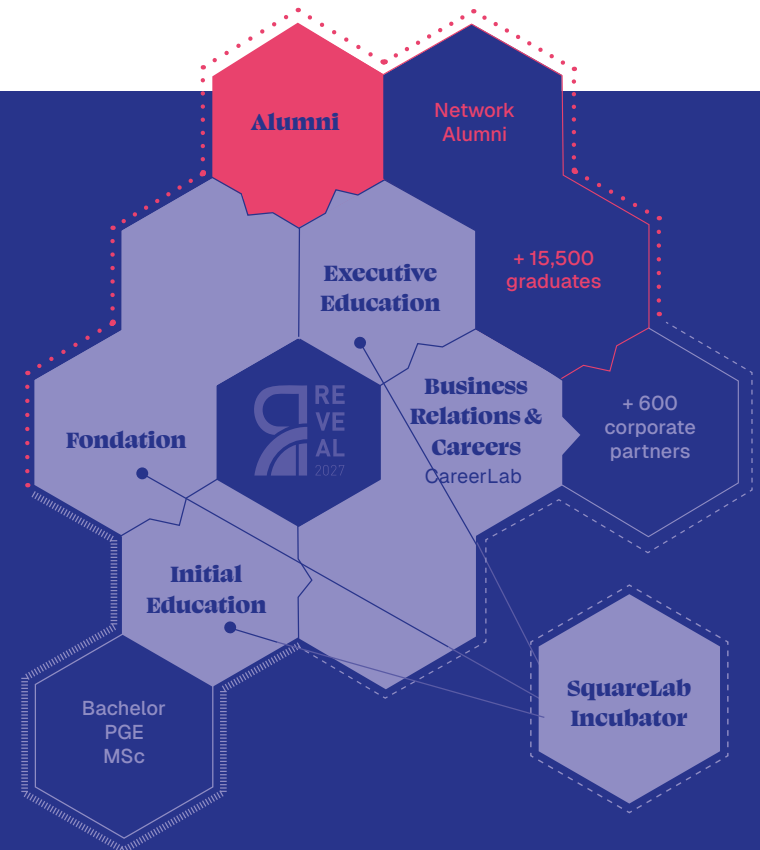 Alumni
Network
Alumni
Executive
Education
+ 15,500
graduates
Business
Relations &
Careers
CareerLab
+ 600
corporate
partners
RE
VE
AL
2027
Fondation
Initial
Education
SquareLab
Incubator
Bachelor
PGE
MSc